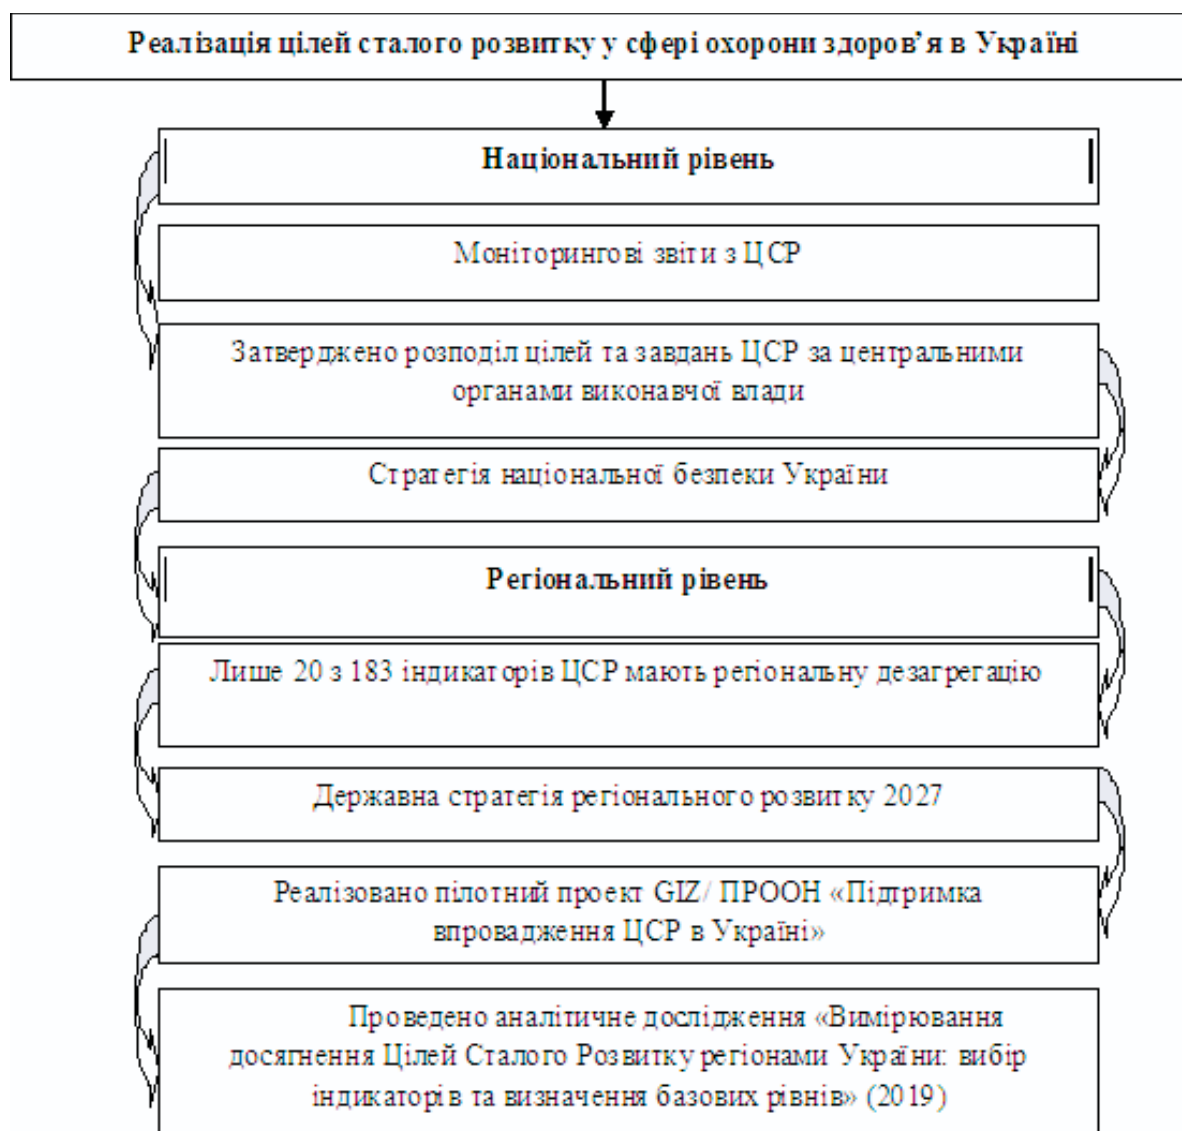 Реалізація цілей сталого розвитку у сфері охорони здоров’я в Україні
Національний рівень
Моніторингові звіти з ЦСР
Затверджено розподіл цілей та завдань ЦСР за центральними
органами виконавчої влади
Стратегія національної безпеки України
Регіональний рівень
Лише 20 з 183 індикаторів ЦСР мають регіональну дезагрегацію
Державна стратегія регіонального розвитку 2027
Реалізовано пілотний проект GIZ/ ПРООН «Підтримка
впровадження ЦСР в Україні»
Проведено аналітичне дослідження «Вимірювання
досягнення Цілей Сталого Розвитку регіонами України: вибір
індикаторів та визначення базових рівнів» (2019)